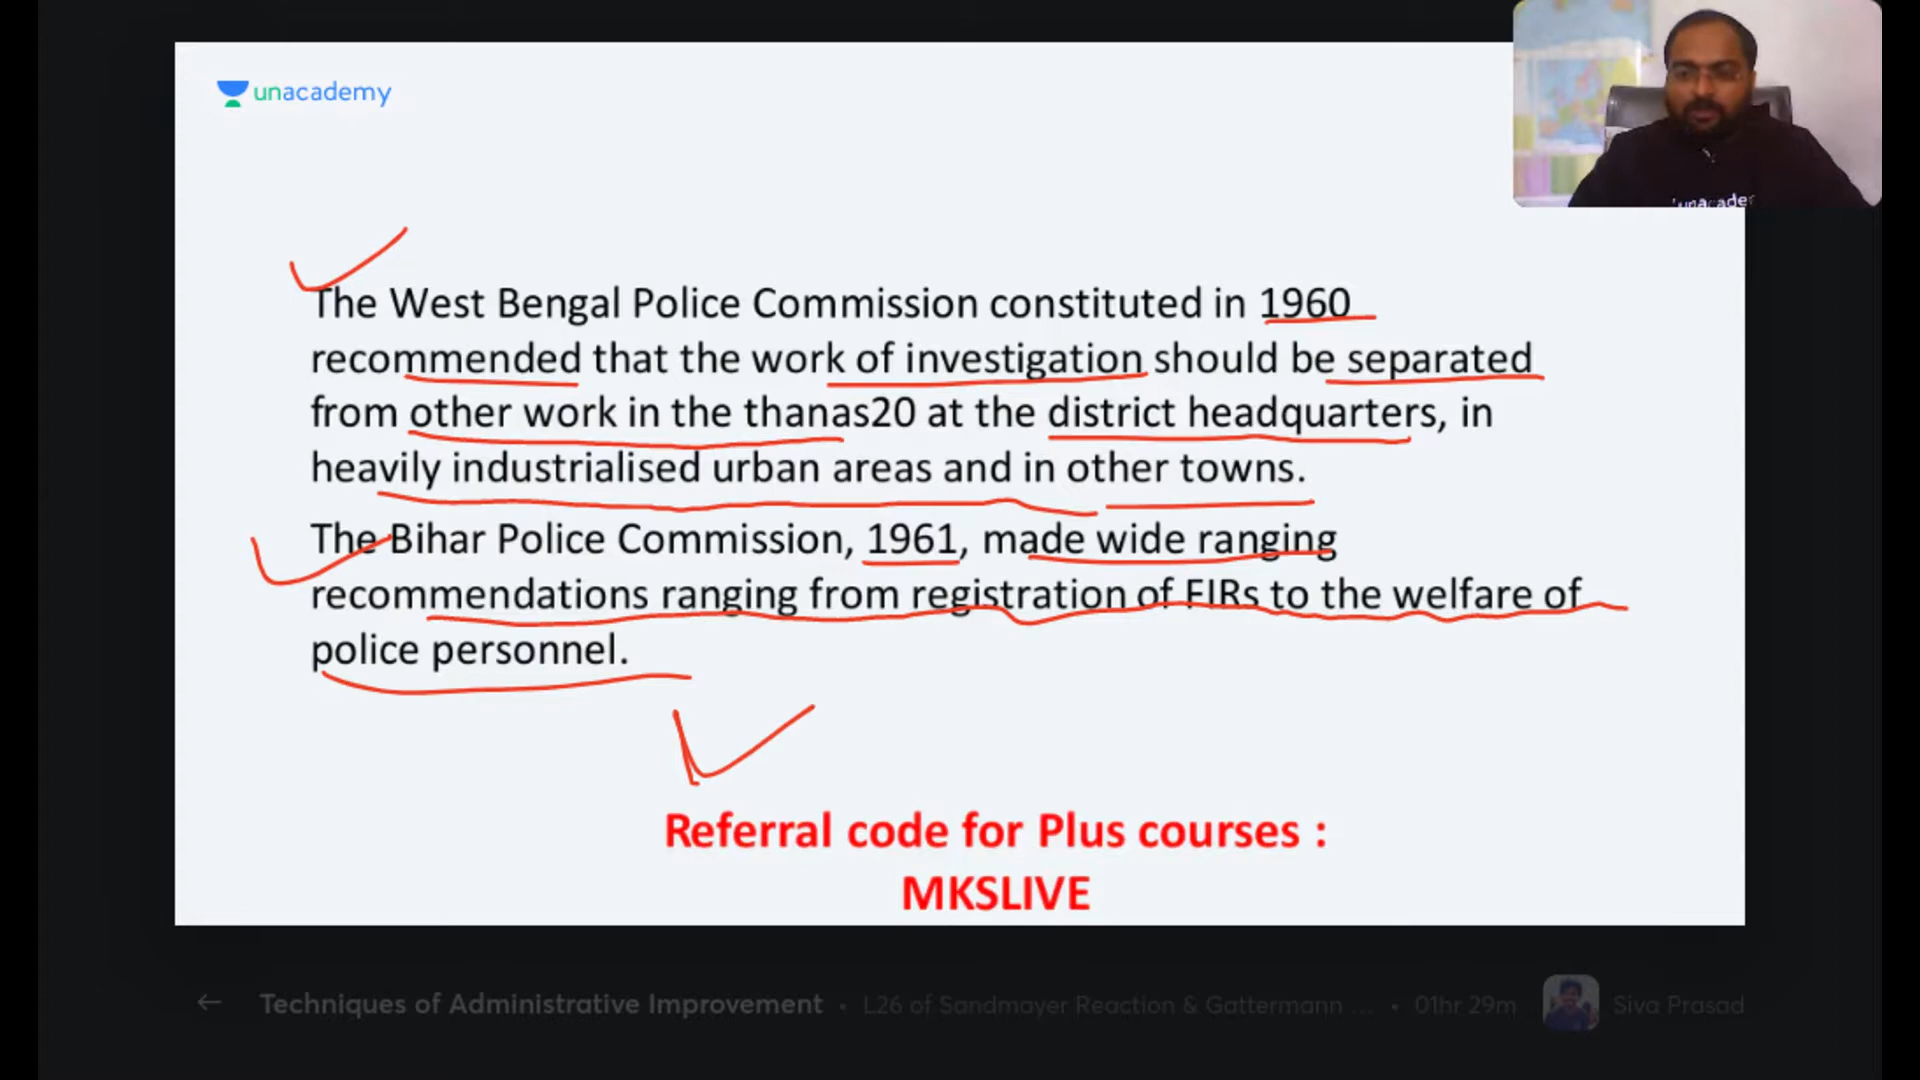 unacademy
The West Bengal Police Commission constituted in 1960
recommended that the work of investigation should be separated
from other work in the thanas20 at the district headquarters, in
heavily industrialised urban areas and in other towns.
The Bihar Police Commission, 1961, made wide ranging
recommendations ranging from registration of FIRs to the welfare of
police personnel.
Referral code for Plus courses :
MKSLIVE
Techniques of Administrative Improvement • L26 of Sandmayer Reaction & Gattermann ... • 01hr 29m Siva Prasad